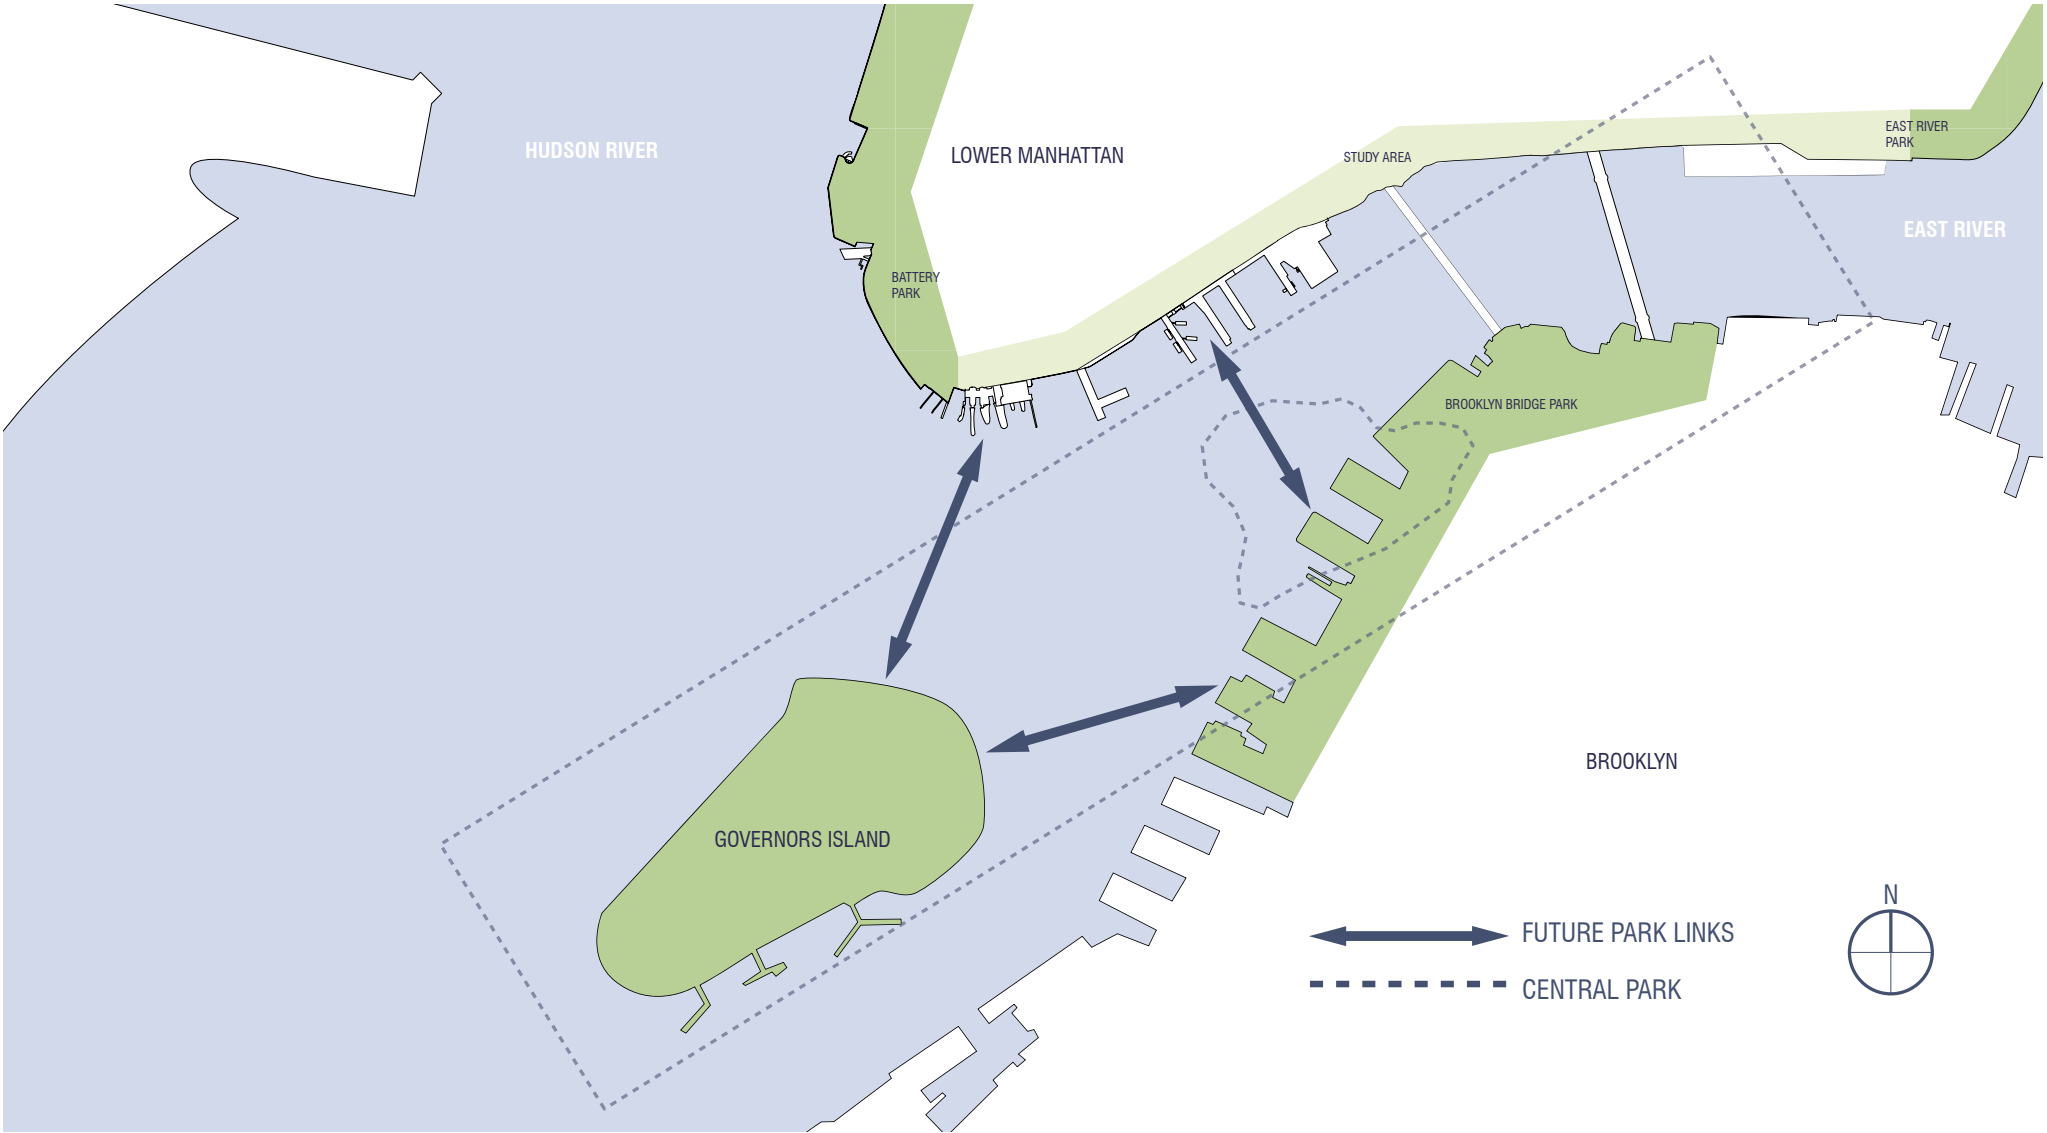 HUDSON RIVER
LOWER MANHATTAN
STUDY AREA
EAST RIVER
PARK
EAST RIVER
BATTERY
PARK
BROOKLYN BRIDGE PARK
BROOKLYN
GOVERNORS ISLAND
N
FUTURE PARK LINKS
CENTRAL PARK